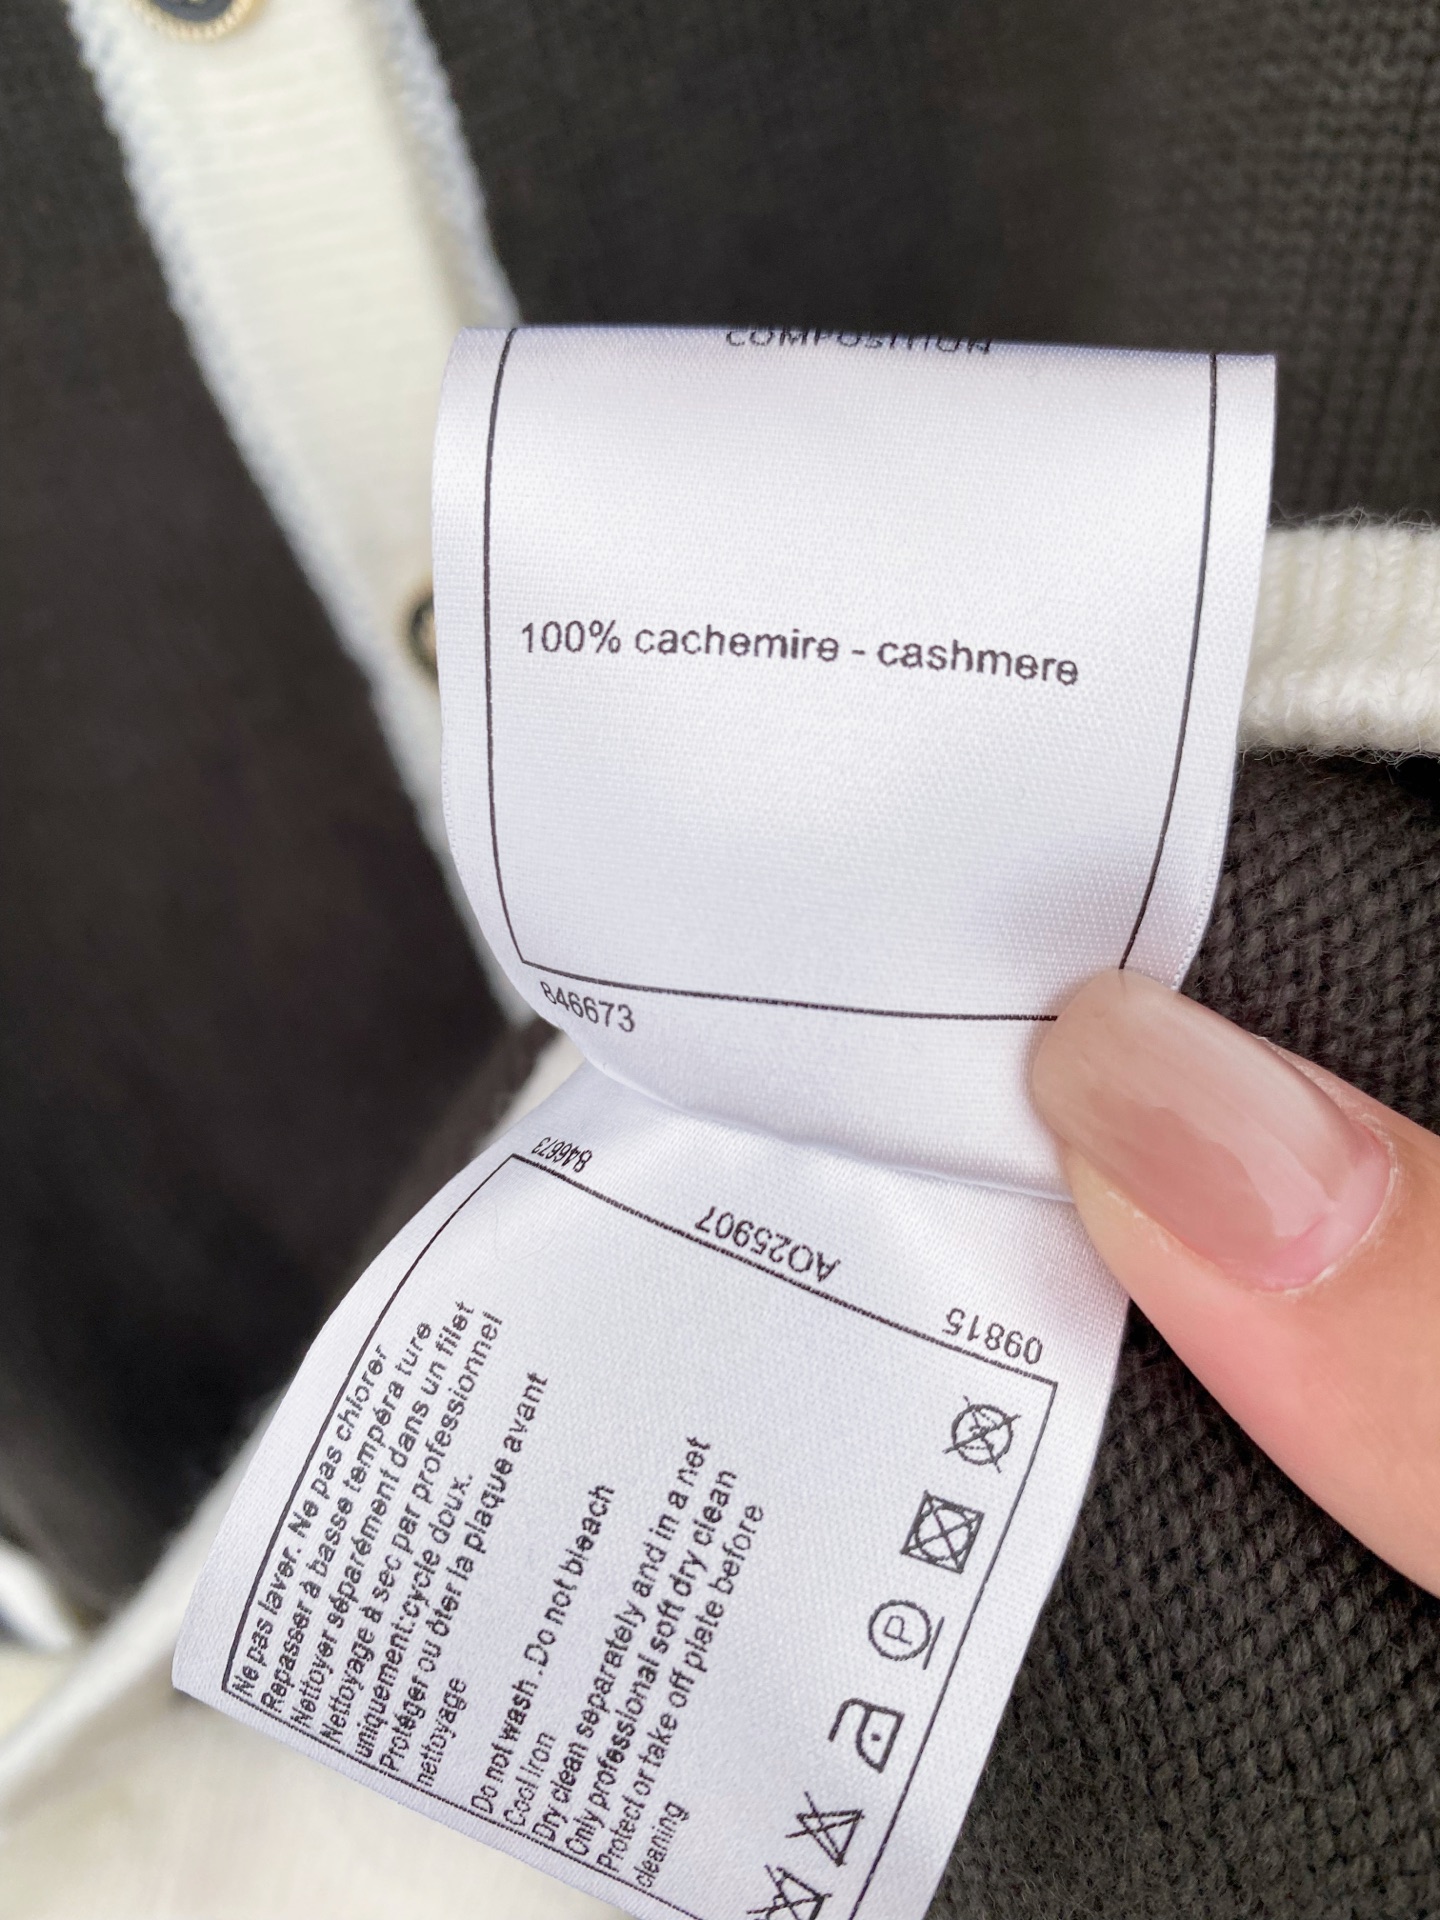 COMPOSITION
100% cachemire - cashmere
846673
846673
AO25907
09815
Ne pas laver. Ne pas chlorer
Repasser à basse tempéra ture
Nettoyer séparément dans un filet
Nettoyage à sec par professionnel
uniquement:cycle doux.
Protéger ou ôter la plaque avant
nettoyage
Do not wash .Do not bleach
Cool iron
Dry clean separately and in a net
Only professional soft dry clean
Protect or take off plate before
cleaning
P